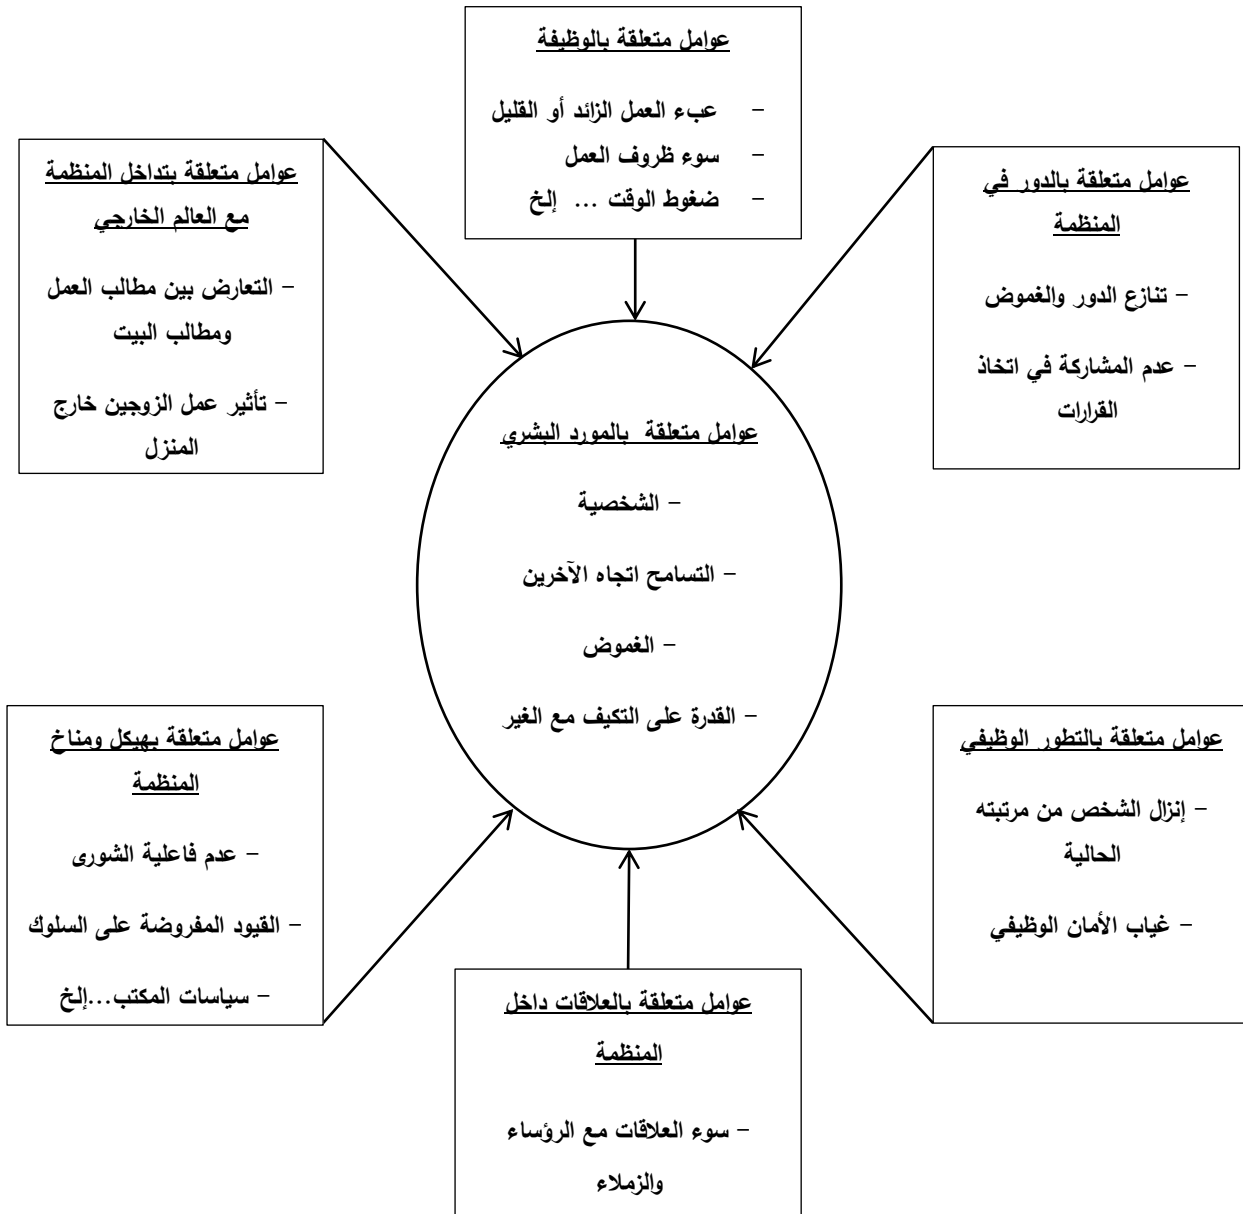 عوامل متعلقة بالوظيفة
- عبء العمل الزائد أو القليل
- سوء ظروف العمل
- ضغوط الوقت ... إلخ
عوامل متعلقة بالدور في
المنظمة
- تنازع الدور والغموض
- عدم المشاركة في اتخاذ
القرارات
عوامل متعلقة بتداخل المنظمة
مع العالم الخارجي
- التعارض بين مطالب العمل
ومطالب البيت
- تأثير عمل الزوجين خارج
المنزل
عوامل متعلقة بالمورد البشري
- الشخصية
- التسامح اتجاه الآخرين
- الغموض
- القدرة على التكيف مع الغير
عوامل متعلقة بالتطور الوظيفي
- إنزال الشخص من مرتبته
الحالية
- غياب الأمان الوظيفي
عوامل متعلقة بهيكل ومناخ
المنظمة
- عدم فاعلية الشورى
- القيود المفروضة على السلوك
- سياسات المكتب...إلخ
عوامل متعلقة بالعلاقات داخل
المنظمة
- سوء العلاقات مع الرؤساء
والزملاء